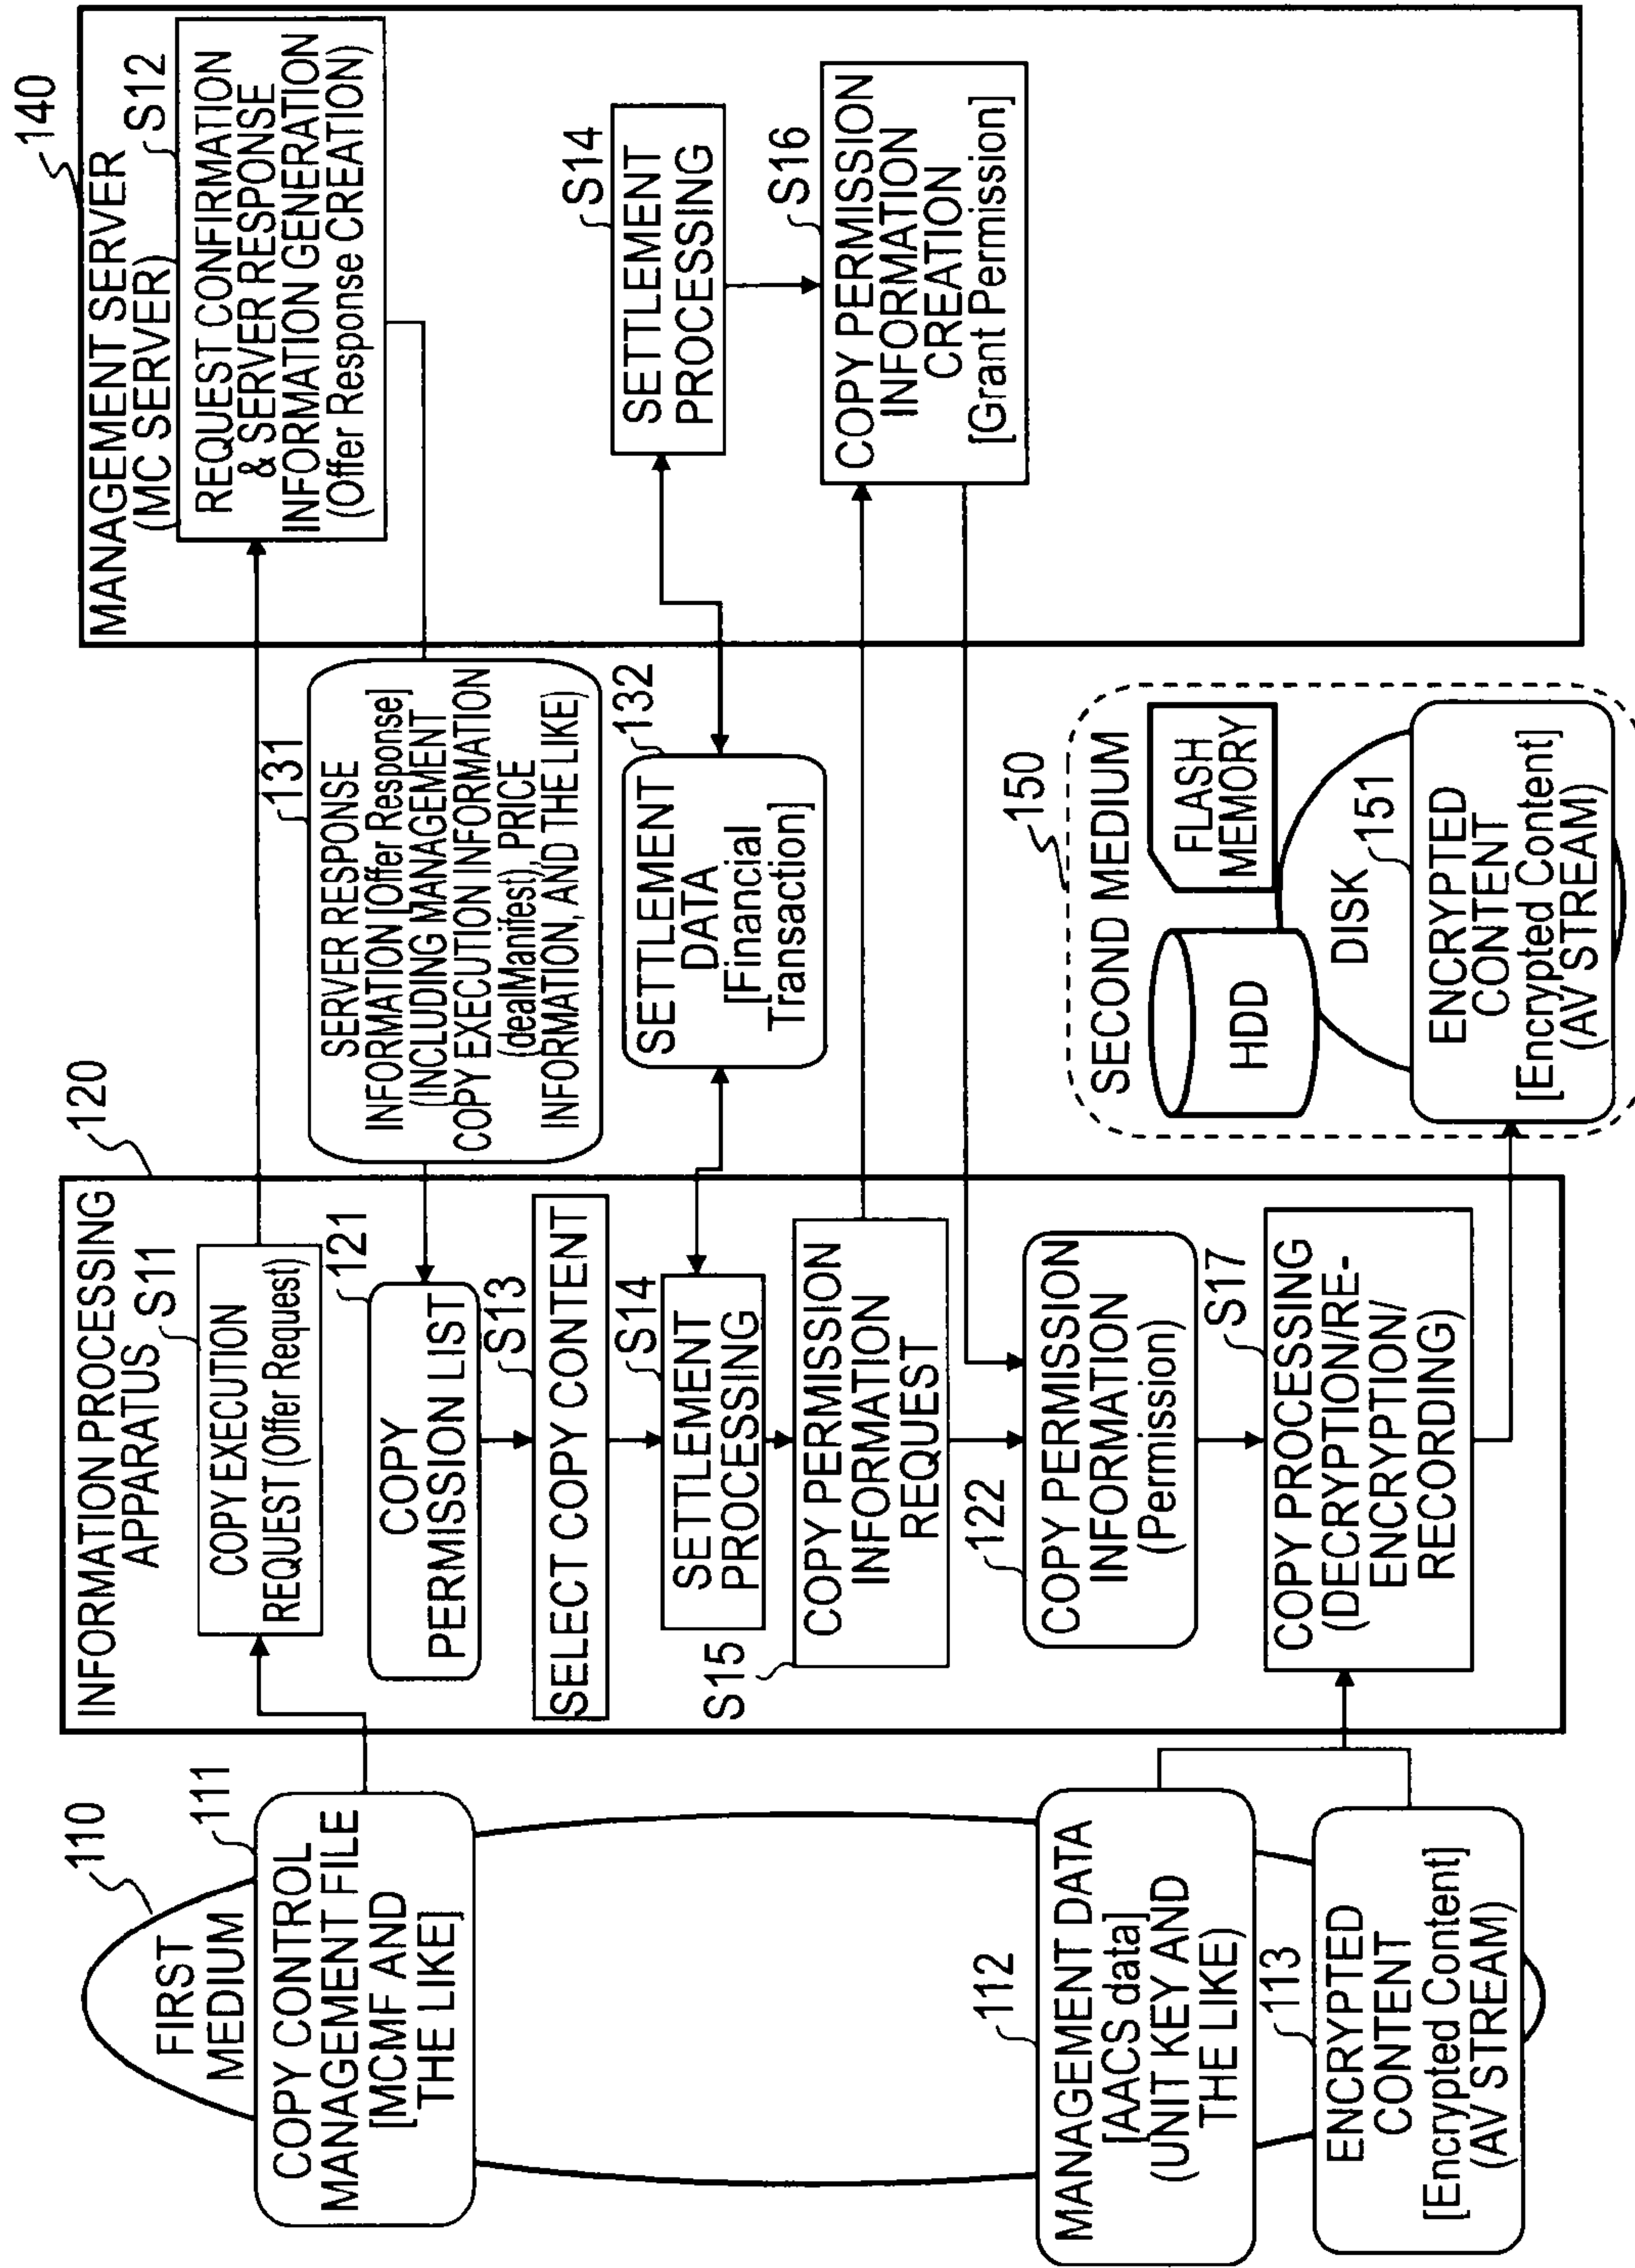 110
FIRST
MEDIUM
111
COPY CONTROL
MANAGEMENT FILE
[MCMF AND
THE LIKE]
112
MANAGEMENT DATA
[AACS data]
(UNIT KEY AND
THE LIKE)
113
ENCRYPTED
CONTENT
[Encrypted Content]
(AV STREAM)
120
INFORMATION PROCESSING
APPARATUS
S11
COPY EXECUTION
REQUEST (Offer Request)
121
COPY
PERMISSION LIST
S13
SELECT COPY CONTENT
S14
SETTLEMENT
PROCESSING
S15
COPY PERMISSION
INFORMATION
REQUEST
122
COPY PERMISSION
INFORMATION
(Permission)
S17
COPY PROCESSING
(DECRYPTION/RE-
ENCRYPTION/
RECORDING)
131
SERVER RESPONSE
INFORMATION [Offer Response]
(INCLUDING MANAGEMENT
COPY EXECUTION INFORMATION
(dealManifest), PRICE
INFORMATION, AND THE LIKE)
132
SETTLEMENT
DATA
[Financial
Transaction]
150
SECOND MEDIUM
HDD
FLASH
MEMORY
DISK
151
ENCRYPTED
CONTENT
[Encrypted Content]
(AV STREAM)
140
MANAGEMENT SERVER
(MC SERVER)
S12
REQUEST CONFIRMATION
& SERVER RESPONSE
INFORMATION GENERATION
(Offer Response CREATION)
S14
SETTLEMENT
PROCESSING
S16
COPY PERMISSION
INFORMATION
CREATION
[Grant Permission]